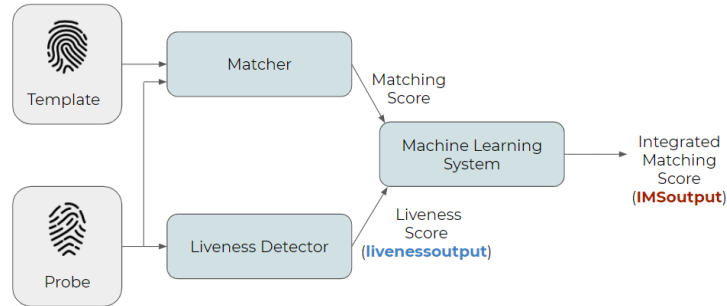 Template
Matcher
Matching
Score
Machine Learning
System
Integrated
Matching
Score
(IMSoutput)
Probe
Liveness Detector
Liveness
Score
(livenessoutput)